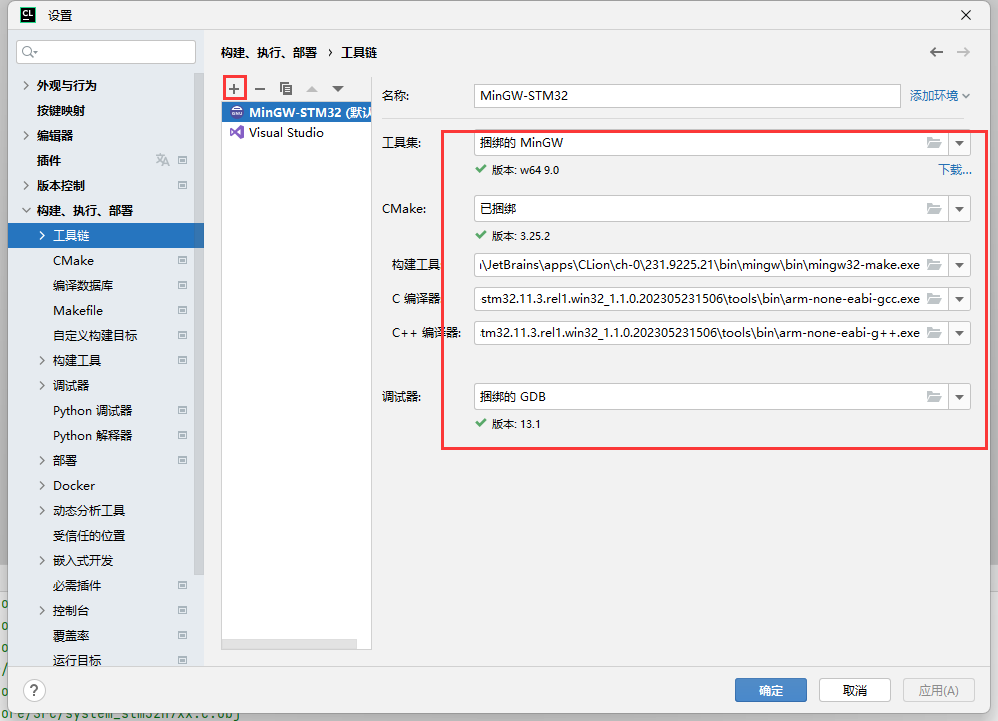 CL
设置
外观与行为
按键映射
编辑器
插件
版本控制
构建、执行、部署
工具链
CMake
编译数据库
Makefile
自定义构建目标
构建工具
调试器
Python 调试器
Python 解释器
部署
Docker
动态分析工具
受信任的位置
嵌入式开发
必需插件
控制台
覆盖率
运行目标
构建、执行、部署 › 工具链
MinGW-STM32 (默认
Visual Studio
名称: MinGW-STM32 添加环境
工具集: 捆绑的 MinGW
版本: w64 9.0 下载...
CMake: 已捆绑
版本: 3.25.2
构建工具 \JetBrains\apps\CLion\ch-0\231.9225.21\bin\mingw\bin\mingw32-make.exe
C 编译器 stm32.11.3.rel1.win32_1.1.0.202305231506\tools\bin\arm-none-eabi-gcc.exe
C++ 编译器: tm32.11.3.rel1.win32_1.1.0.202305231506\tools\bin\arm-none-eabi-g++.exe
调试器: 捆绑的 GDB
版本: 13.1
?
确定 取消 应用(A)